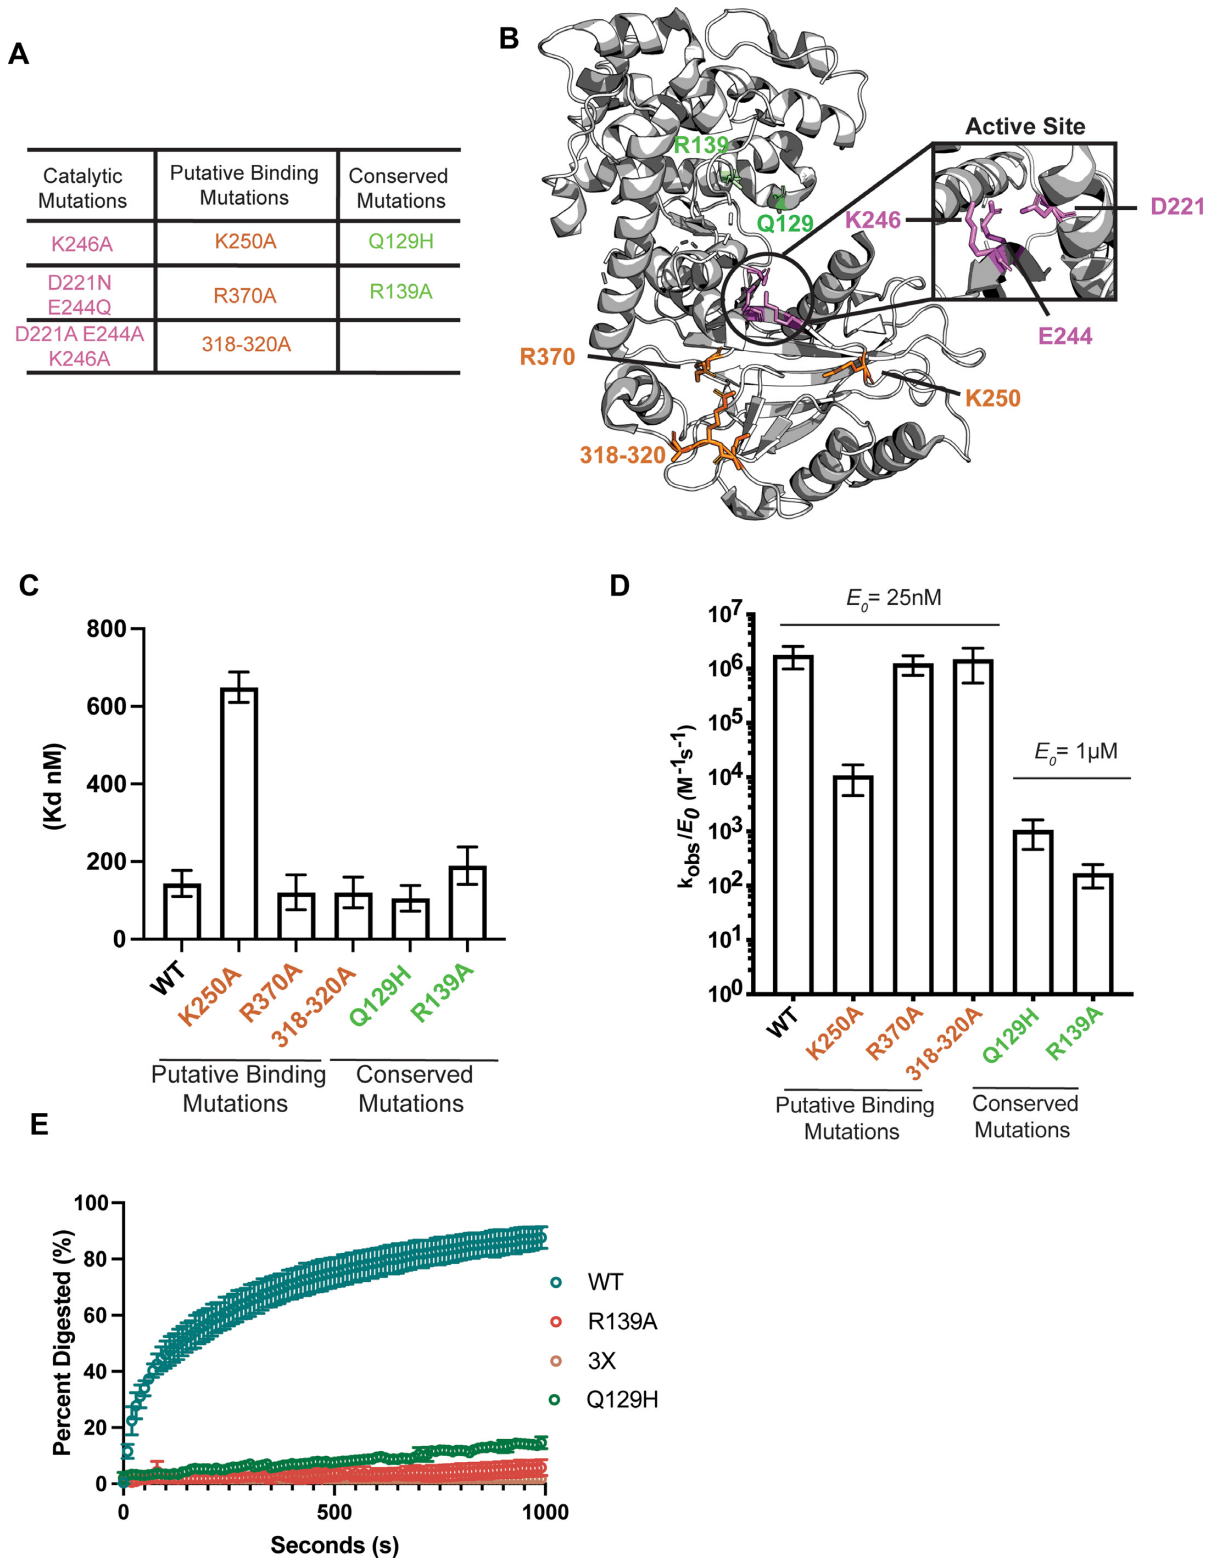 A
Catalytic
Mutations
Putative Binding
Mutations
Conserved
Mutations
K246A
K250A
Q129H
D221N
E244Q
R370A
R139A
D221A E244A
K246A
318-320A
B
R139
Q129
Active Site
K246
D221
E244
R370
K250
318-320
C
(Kd nM)
800
600
400
200
0
WT
K250A
R370A
318-320A
Q129H
R139A
Putative Binding
Mutations
Conserved
Mutations
D
E0= 25nM
E0= 1µM
kobs/E0 (M-1s-1)
10^7
10^6
10^5
10^4
10^3
10^2
10^1
10^0
WT
K250A
R370A
318-320A
Q129H
R139A
Putative Binding
Mutations
Conserved
Mutations
E
Percent Digested (%)
100
80
60
40
20
0
0
500
1000
Seconds (s)
WT
R139A
3X
Q129H